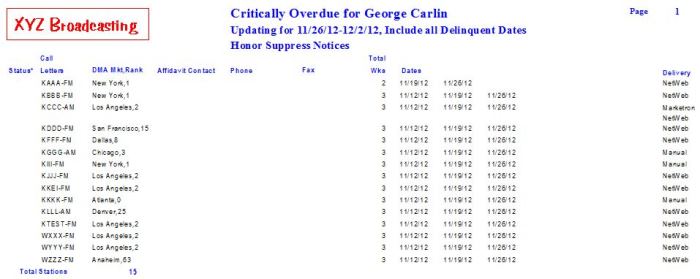 XYZ Broadcasting
Critically Overdue for George Carlin
Page 1
Updating for 11/26/12-12/2/12, Include all Delinquent Dates
Honor Suppress Notices
Call Total
Status* Letters DMA Mkt,Rank Affidavit Contact Phone Fax Wks Dates Delivery
KAAA-FM New York,1 2 11/19/12 11/26/12 NetWeb
KBBB-FM New York,1 3 11/12/12 11/19/12 11/26/12 NetWeb
KCCC-AM Los Angeles,2 3 11/12/12 11/19/12 11/26/12 Marketron
NetWeb
KDDD-FM San Francisco,15 3 11/12/12 11/19/12 11/26/12 NetWeb
KFFF-FM Dallas,8 3 11/12/12 11/19/12 11/26/12 NetWeb
KGGG-AM Chicago,3 3 11/12/12 11/19/12 11/26/12 Manual
KIII-FM New York,1 3 11/12/12 11/19/12 11/26/12 Manual
KJJJ-FM Los Angeles,2 3 11/12/12 11/19/12 11/26/12 NetWeb
KKEI-FM Los Angeles,2 3 11/12/12 11/19/12 11/26/12 NetWeb
KKKK-FM Atlanta,0 3 11/12/12 11/19/12 11/26/12 Manual
KLLL-AM Denver,25 3 11/12/12 11/19/12 11/26/12 NetWeb
KTEST-FM Los Angeles,2 3 11/12/12 11/19/12 11/26/12 NetWeb
WXXX-FM Los Angeles,2 3 11/12/12 11/19/12 11/26/12 NetWeb
WYYY-FM Los Angeles,2 3 11/12/12 11/19/12 11/26/12 NetWeb
WZZZ-FM Anaheim,63 3 11/12/12 11/19/12 11/26/12 NetWeb
Total Stations 15